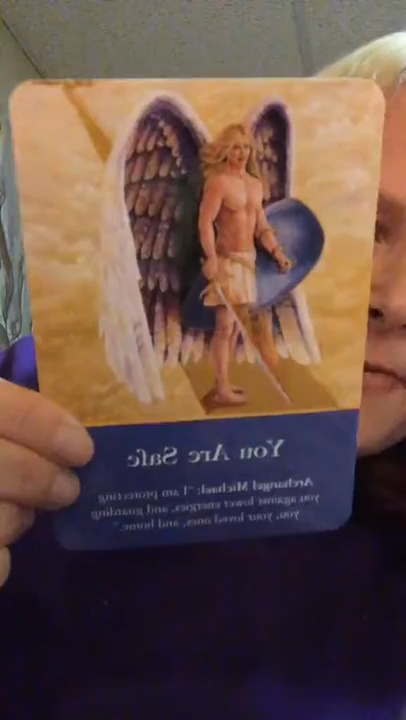 You Are Safe
Archangel Michael: "I am protecting
you against lower energies, and guarding
you, your loved ones, and home."